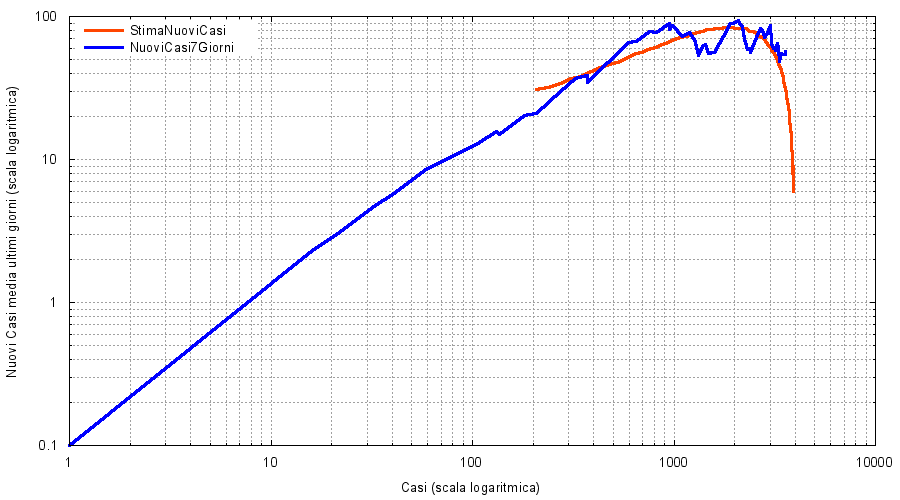 100
StimaNuoviCasi
NuoviCasi7Giorni
10
1
0.1
1
10
100
1000
10000
Nuovi Casi media ultimi giorni (scala logaritmica)
Casi (scala logaritmica)